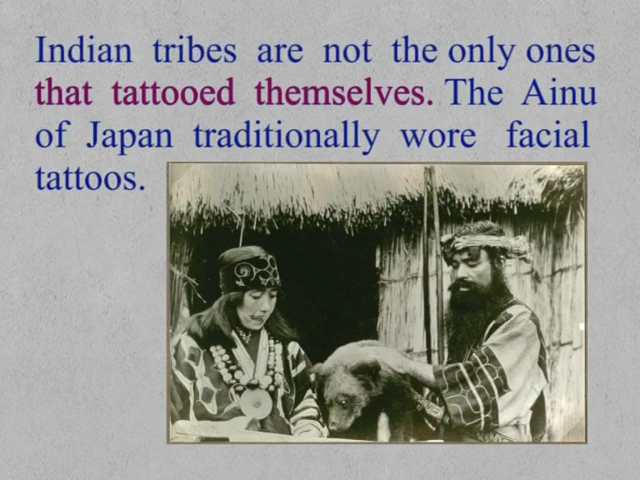 Indian tribes are not the only ones
that tattooed themselves. The Ainu
of Japan traditionally wore facial
tattoos.